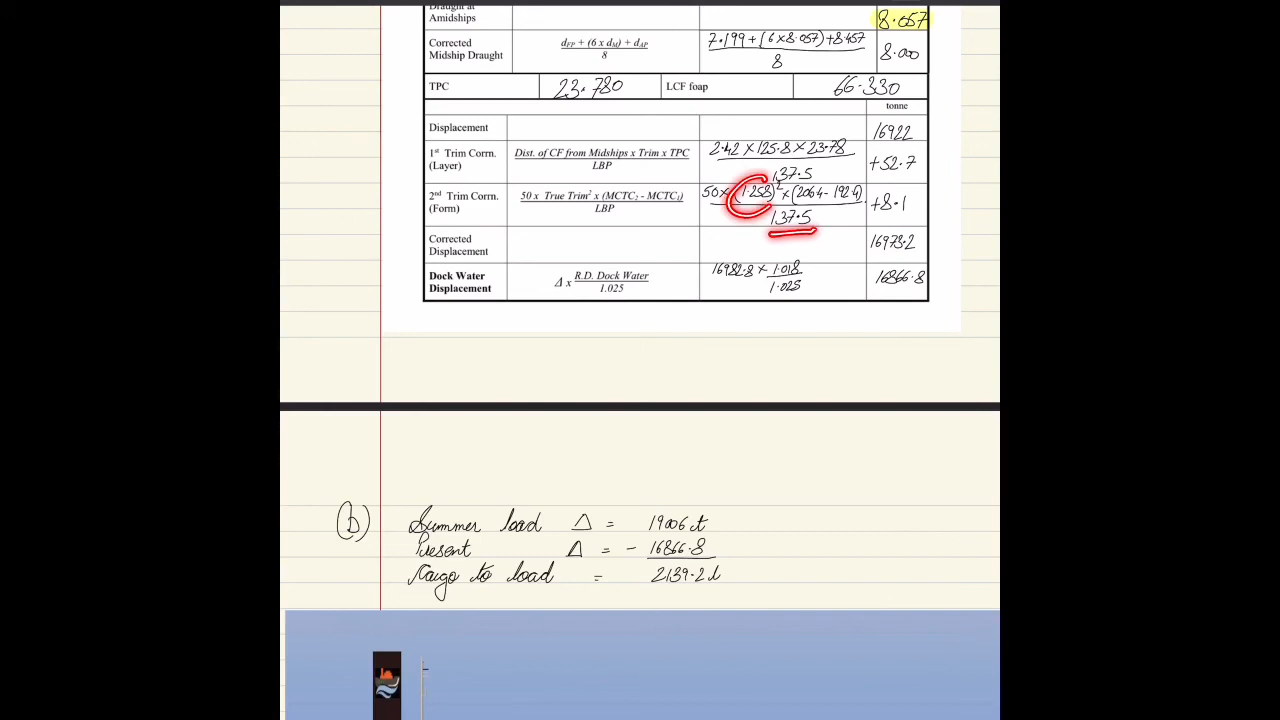 Draught at
Amidships
8.057
Corrected
Midship Draught
dFP + (6 x dM) + dAP
8
7.199 + (6 x 8.057) + 8.457
8
8.000
TPC
23.780
LCF foap
66.330
tonne
Displacement
16922
1st Trim Corrn.
(Layer)
Dist. of CF from Midships x Trim x TPC
LBP
2.42 x 125.8 x 23.78
137.5
+52.7
2nd Trim Corrn.
(Form)
50 x True Trim² x (MCTC2 - MCTC1)
LBP
50 x (1.258)² x (206.4 - 192.4)
137.5
+8.1
Corrected
Displacement
16973.2
Dock Water
Displacement
Δ x R.D. Dock Water
1.025
16982.8 x 1.018
1.025
16866.8
(b)
Summer load Δ = 19006 t
Present Δ = - 16866.8
Cargo to load = 2139.2 t